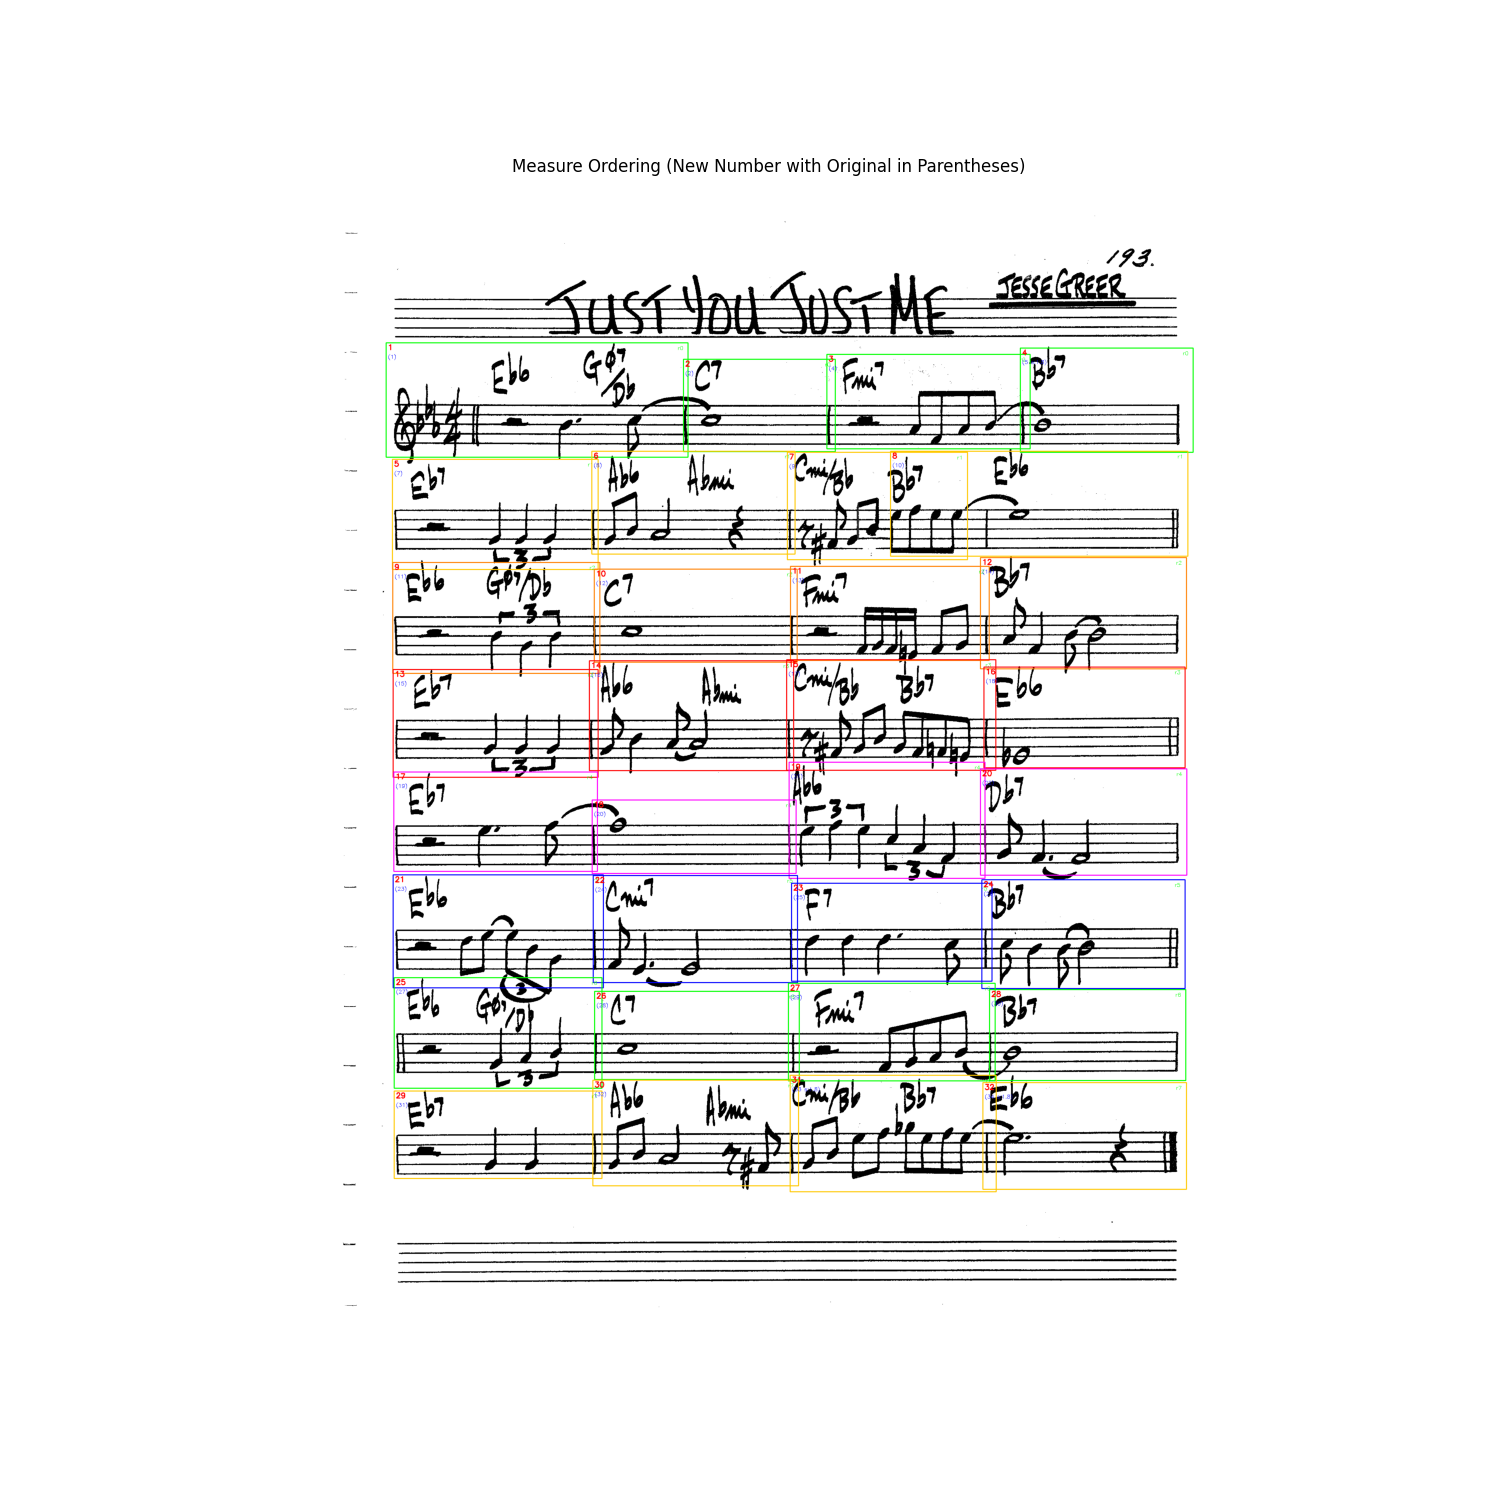 Measure Ordering (New Number with Original in Parentheses)
193.
JUST YOU JUST ME
JESSE GREER
1 2 3 4
Eb6 Gø7/Db C7 Fmi7 Bb7
5 6 7 8
Eb7 Ab6 Abmi Cmi/Bb Bb7 Eb6
3
9 10 11 12
Eb6 Gø7/Db C7 Fmi7 Bb7
3
13 14 15 16
Eb7 Ab6 Abmi Cmi/Bb Bb7 Eb6
3
17 18 19 20
Eb7 Ab6 Db7
3 3
21 22 23 24
Eb6 Cmi7 F7 Bb7
3
25 26 27 28
Eb6 Gø7/Db C7 Fmi7 Bb7
3
29 30 31 32
Eb7 Ab6 Abmi Cmi/Bb Bb7 Eb6